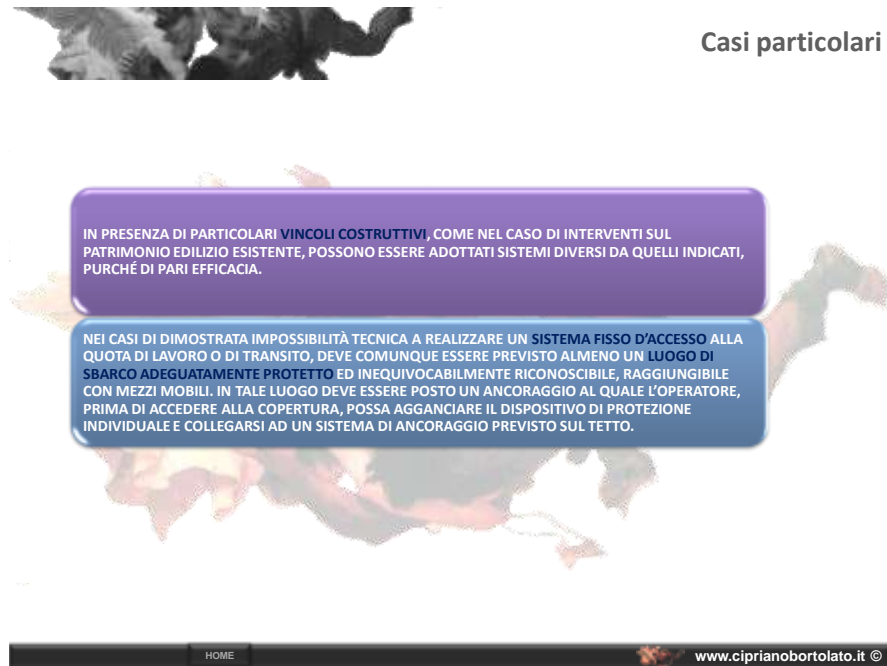 Casi particolari
IN PRESENZA DI PARTICOLARI VINCOLI COSTRUTTIVI, COME NEL CASO DI INTERVENTI SUL
PATRIMONIO EDILIZIO ESISTENTE, POSSONO ESSERE ADOTTATI SISTEMI DIVERSI DA QUELLI INDICATI,
PURCHÉ DI PARI EFFICACIA.
NEI CASI DI DIMOSTRATA IMPOSSIBILITÀ TECNICA A REALIZZARE UN SISTEMA FISSO D'ACCESSO ALLA
QUOTA DI LAVORO O DI TRANSITO, DEVE COMUNQUE ESSERE PREVISTO ALMENO UN LUOGO DI
SBARCO ADEGUATAMENTE PROTETTO ED INEQUIVOCABILMENTE RICONOSCIBILE, RAGGIUNGIBILE
CON MEZZI MOBILI. IN TALE LUOGO DEVE ESSERE POSTO UN ANCORAGGIO AL QUALE L'OPERATORE,
PRIMA DI ACCEDERE ALLA COPERTURA, POSSA AGGANCIARE IL DISPOSITIVO DI PROTEZIONE
INDIVIDUALE E COLLEGARSI AD UN SISTEMA DI ANCORAGGIO PREVISTO SUL TETTO.
HOME
www.ciprianobortolato.it ©